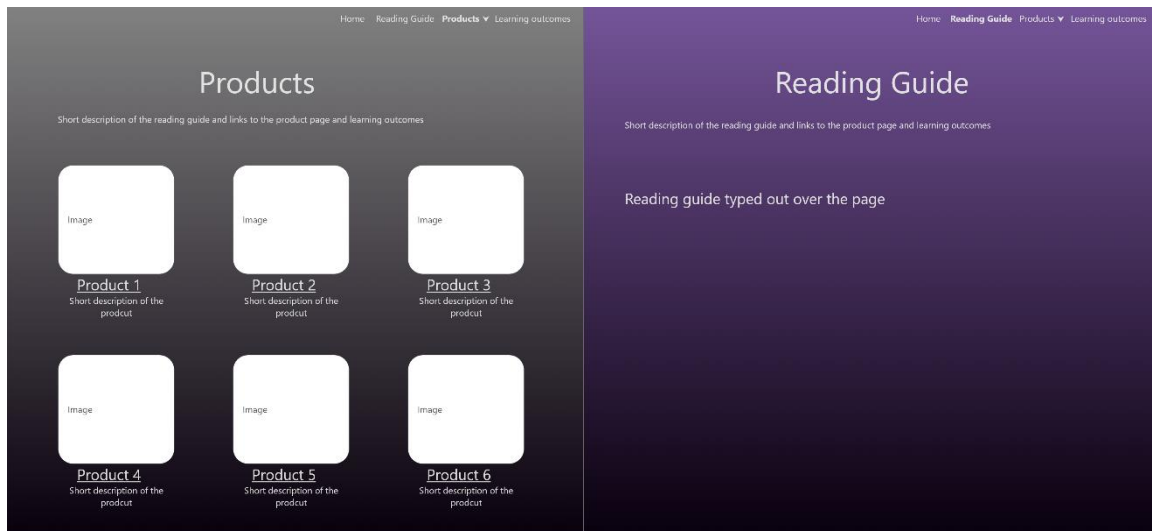 Home Reading Guide Products ▾ Learning outcomes
Products
Short description of the reading guide and links to the product page and learning outcomes
Image Image Image
Product 1 Product 2 Product 3
Short description of the Short description of the Short description of the
prodcut prodcut prodcut
Image Image Image
Product 4 Product 5 Product 6
Short description of the Short description of the Short description of the
prodcut prodcut prodcut
Home Reading Guide Products ▾ Learning outcomes
Reading Guide
Short description of the reading guide and links to the product page and learning outcomes
Reading guide typed out over the page